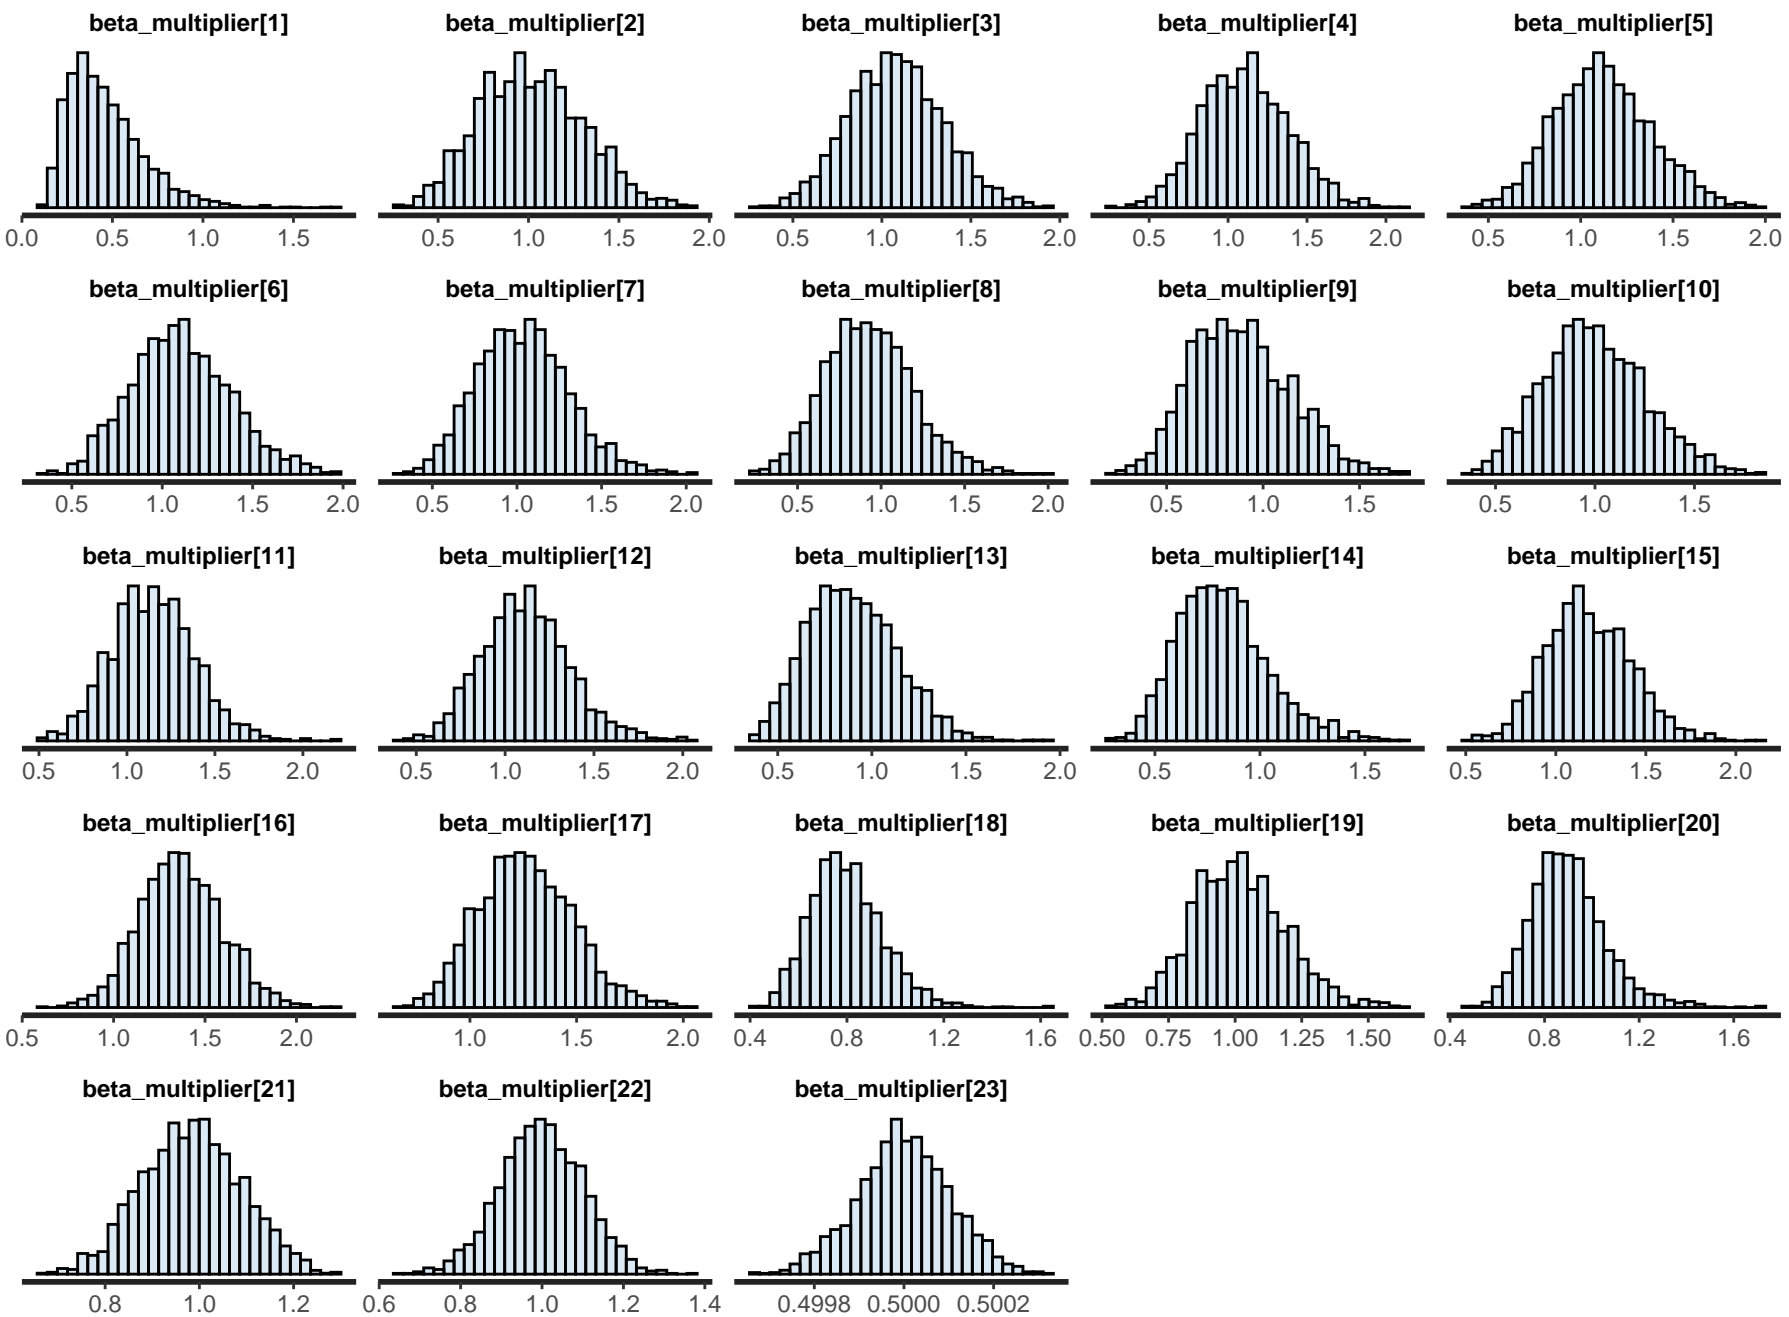 beta_multiplier[1] beta_multiplier[2] beta_multiplier[3] beta_multiplier[4] beta_multiplier[5]
0.0 0.5 1.0 1.5 0.5 1.0 1.5 2.0 0.5 1.0 1.5 2.0 0.5 1.0 1.5 2.0 0.5 1.0 1.5 2.0
beta_multiplier[6] beta_multiplier[7] beta_multiplier[8] beta_multiplier[9] beta_multiplier[10]
0.5 1.0 1.5 2.0 0.5 1.0 1.5 2.0 0.5 1.0 1.5 2.0 0.5 1.0 1.5 0.5 1.0 1.5
beta_multiplier[11] beta_multiplier[12] beta_multiplier[13] beta_multiplier[14] beta_multiplier[15]
0.5 1.0 1.5 2.0 0.5 1.0 1.5 2.0 0.5 1.0 1.5 2.0 0.5 1.0 1.5 0.5 1.0 1.5 2.0
beta_multiplier[16] beta_multiplier[17] beta_multiplier[18] beta_multiplier[19] beta_multiplier[20]
0.5 1.0 1.5 2.0 1.0 1.5 2.0 0.4 0.8 1.2 1.6 0.50 0.75 1.00 1.25 1.50 0.4 0.8 1.2 1.6
beta_multiplier[21] beta_multiplier[22] beta_multiplier[23]
0.8 1.0 1.2 0.6 0.8 1.0 1.2 1.4 0.4998 0.5000 0.5002